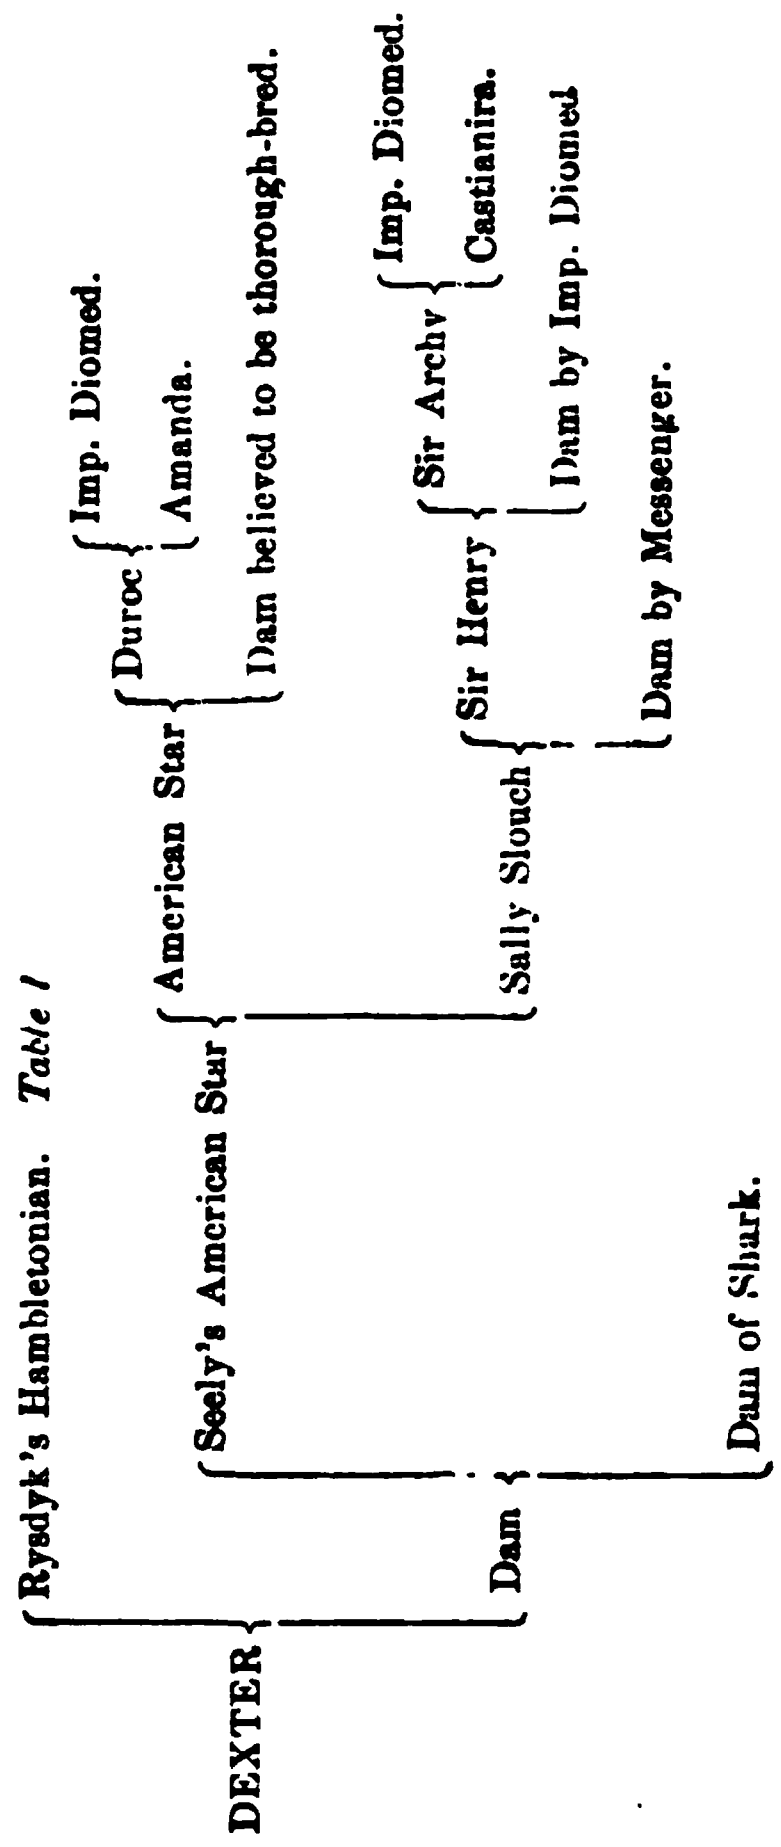 Rysdyk's Hambletonian. Table I
Imp. Diomed.
Duroc
Amanda.
American Star
Dam believed to be thorough-bred.
Seely's American Star
DEXTER
Imp. Diomed.
Sir Archy
Castianira.
Sir Henry
Dam by Imp. Diomed
Sally Slouch
Dam by Messenger.
Dam
Dam of Shark.